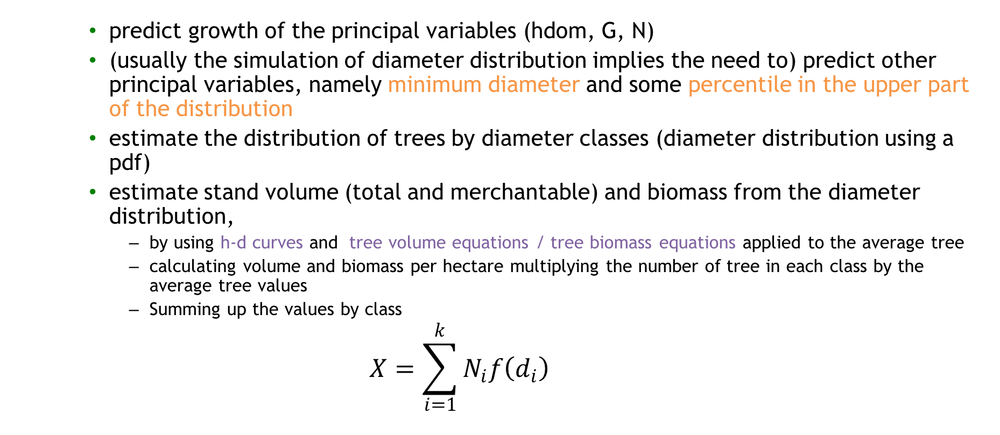 • predict growth of the principal variables (hdom, G, N)
• (usually the simulation of diameter distribution implies the need to) predict other
principal variables, namely minimum diameter and some percentile in the upper part
of the distribution
• estimate the distribution of trees by diameter classes (diameter distribution using a
pdf)
• estimate stand volume (total and merchantable) and biomass from the diameter
distribution,
– by using h-d curves and  tree volume equations / tree biomass equations applied to the average tree
– calculating volume and biomass per hectare multiplying the number of tree in each class by the
average tree values
– Summing up the values by class
k
X = ∑ Nᵢf(dᵢ)
i=1